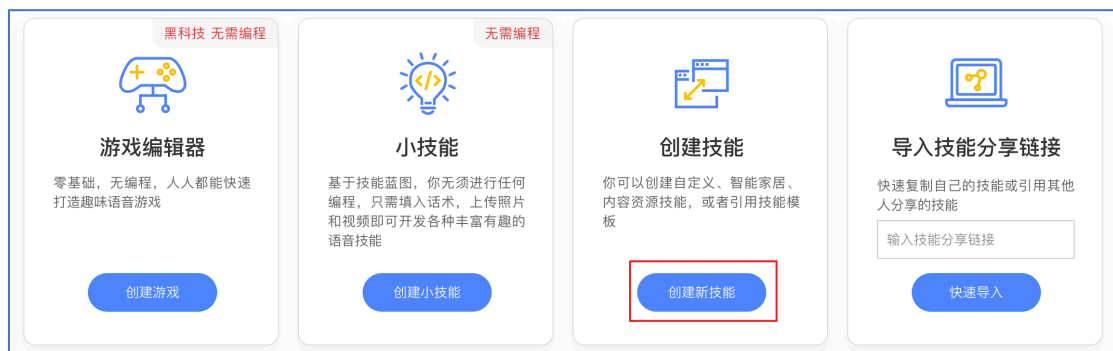 黑科技 无需编程
游戏编辑器
零基础，无编程，人人都能快速
打造趣味语音游戏
创建游戏
无需编程
小技能
基于技能蓝图，你无须进行任何
编程，只需填入话术，上传照片
和视频即可开发各种丰富有趣的
语音技能
创建小技能
创建技能
你可以创建自定义、智能家居、
内容资源技能，或者引用技能模
板
创建新技能
导入技能分享链接
快速复制自己的技能或引用其他
人分享的技能
输入技能分享链接
快速导入